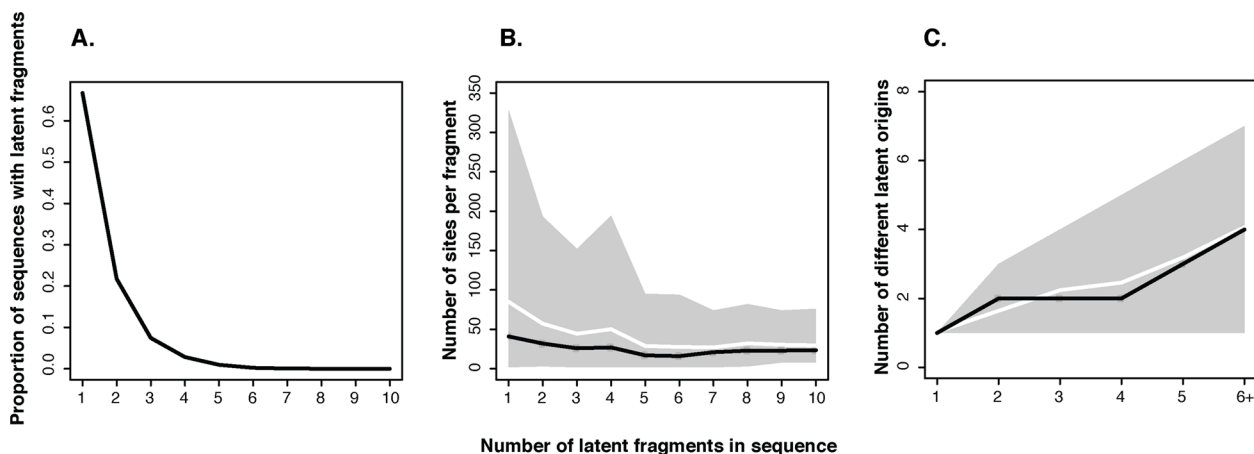 A.
Proportion of sequences with latent fragments
0.6
0.5
0.4
0.3
0.2
0.1
0.0
1 2 3 4 5 6 7 8 9 10
B.
Number of sites per fragment
350
300
250
200
150
100
50
0
1 2 3 4 5 6 7 8 9 10
C.
Number of different latent origins
8
6
4
2
0
1 2 3 4 5 6+
Number of latent fragments in sequence